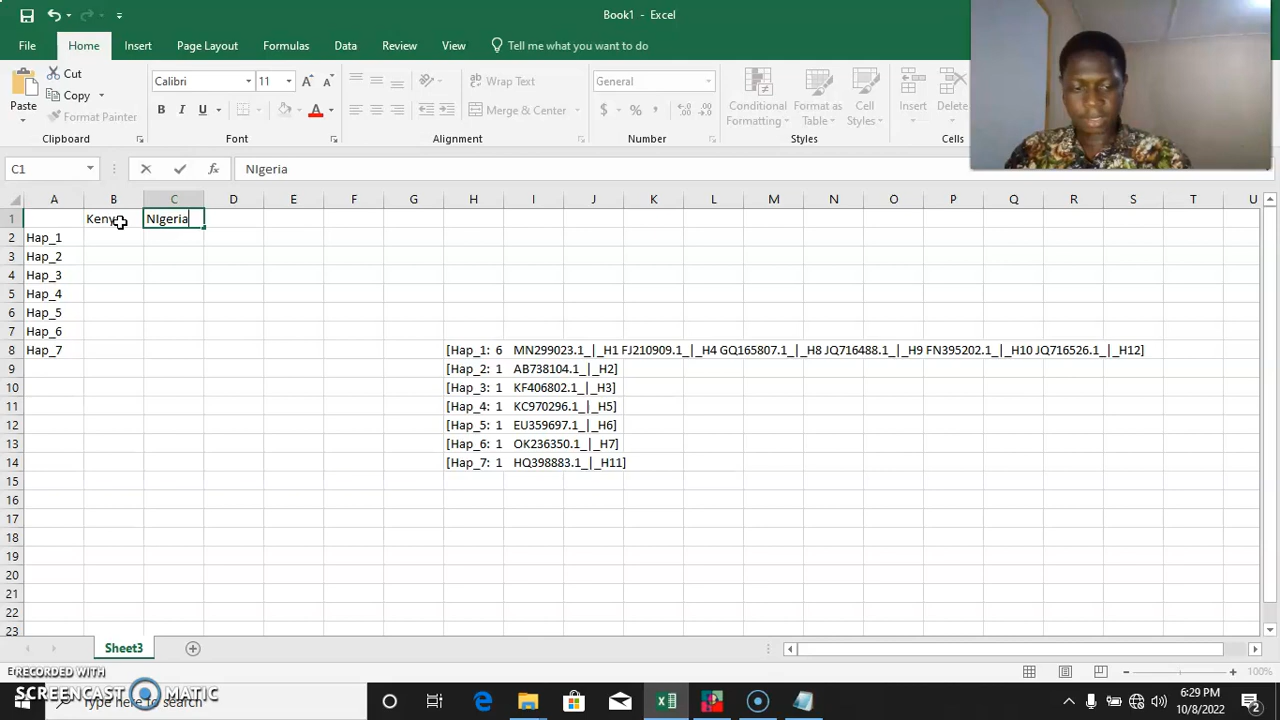 Book1 - Excel
File Home Insert Page Layout Formulas Data Review View Tell me what you want to do
Paste
Cut
Copy
Format Painter
Calibri 11
B I U
Wrap Text
Merge & Center
General
$ % ,
Conditional Formatting
Format as Table
Cell Styles
Insert
Delete
Clipboard Font Alignment Number Styles Cells
C1 fx NIgeria
A B C D E F G H I J K L M N O P Q R S T U
1 Keny NIgeria
2 Hap_1
3 Hap_2
4 Hap_3
5 Hap_4
6 Hap_5
7 Hap_6
8 Hap_7 [Hap_1: 6 MN299023.1_|_H1 FJ210909.1_|_H4 GQ165807.1_|_H8 JQ716488.1_|_H9 FN395202.1_|_H10 JQ716526.1_|_H12]
9 [Hap_2: 1 AB738104.1_|_H2]
10 [Hap_3: 1 KF406802.1_|_H3]
11 [Hap_4: 1 KC970296.1_|_H5]
12 [Hap_5: 1 EU359697.1_|_H6]
13 [Hap_6: 1 OK236350.1_|_H7]
14 [Hap_7: 1 HQ398883.1_|_H11]
15
16
17
18
19
20
21
22
23
Sheet3
100%
RECORDED WITH
SCREENCAST MATIC
Type here to search
6:29 PM
10/8/2022
2